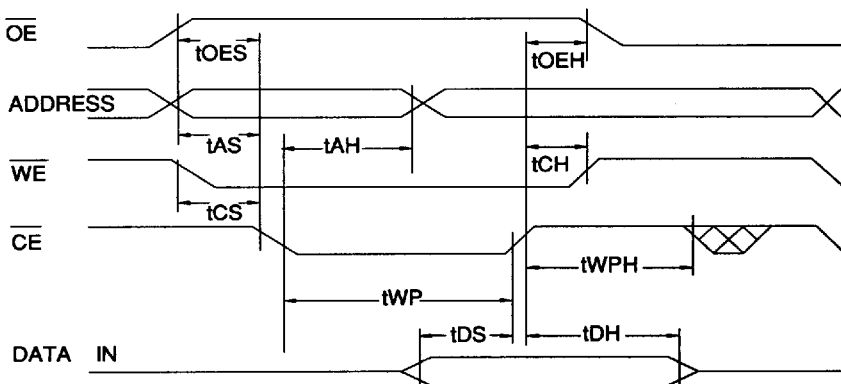 OE
tOES
tOEH
ADDRESS
tAS
tAH
tCH
WE
tCS
CE
tWPH
tWP
tDS
tDH
DATA IN